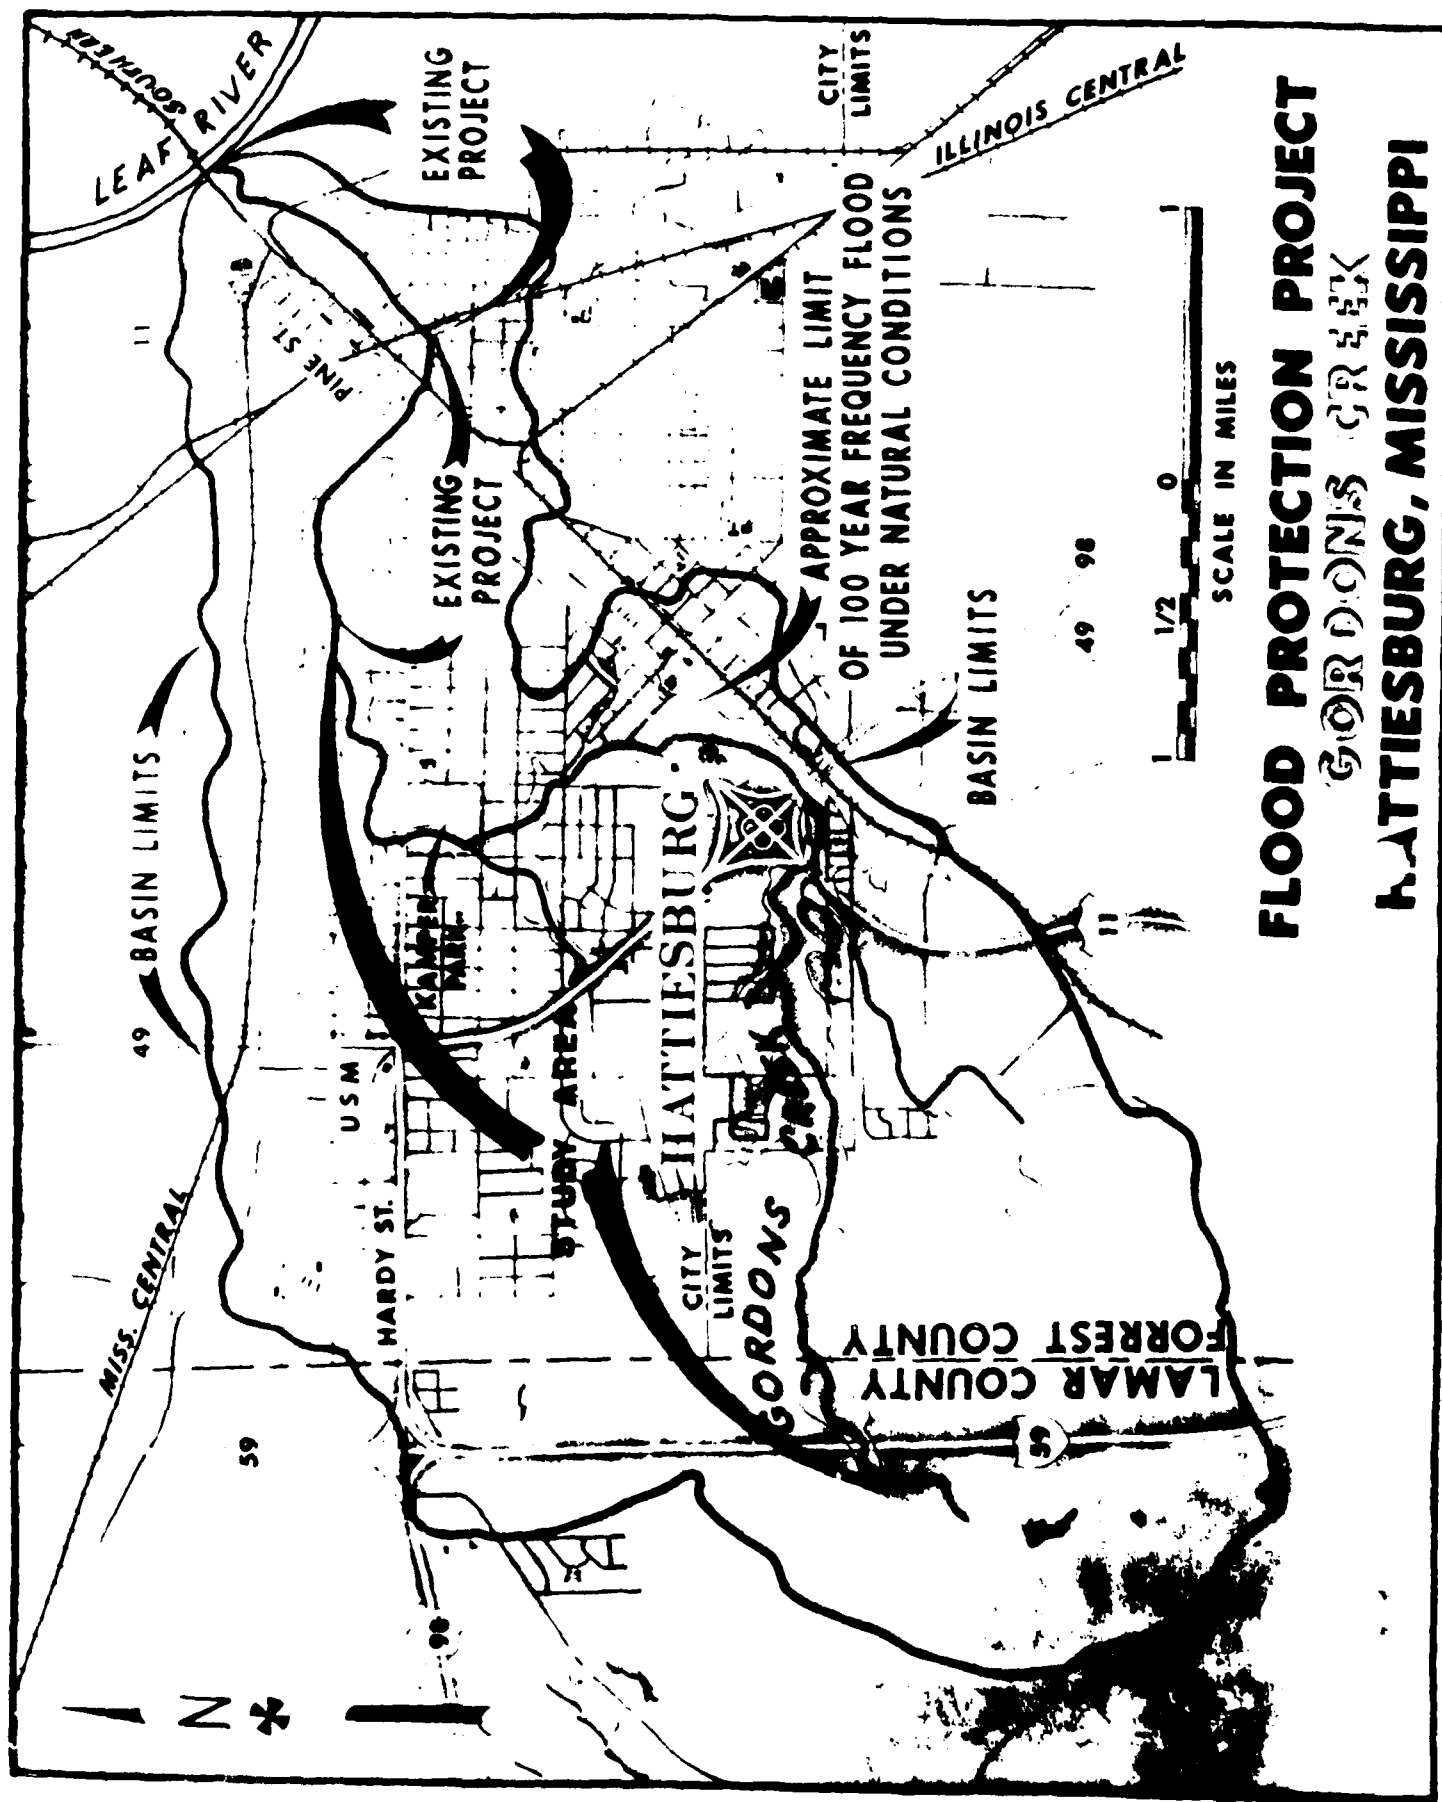 SOUTHERN
LEAF RIVER
EXISTING
PROJECT
CITY
LIMITS
ILLINOIS CENTRAL
11
PINE ST
EXISTING
PROJECT
APPROXIMATE LIMIT
OF 100 YEAR FREQUENCY FLOOD
UNDER NATURAL CONDITIONS
BASIN LIMITS
BASIN LIMITS
49
98
49
USM
KAMPER
PARK
STUDY AREA
HATTIESBURG
GORDONS
CREEK
11
MISS. CENTRAL
HARDY ST.
CITY
LIMITS
FORREST COUNTY
LAMAR COUNTY
59
59
98
N
1
1/2
0
1
SCALE IN MILES
FLOOD PROTECTION PROJECT
GORDONS CREEK
HATTIESBURG, MISSISSIPPI